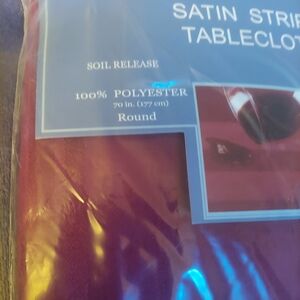 SATIN STRIP
TABLECLOT
SOIL RELEASE
100% POLYESTER
70 in. (177 cm)
Round